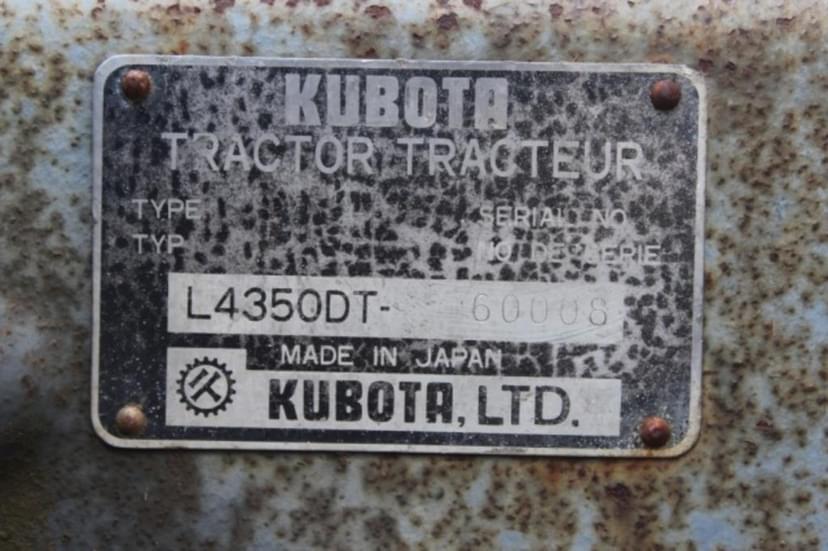 KUBOTA
TRACTOR TRACTEUR
TYPE SERIAL NO
TYP NO DE SERIE
L4350DT- 60008
MADE IN JAPAN
KUBOTA, LTD.